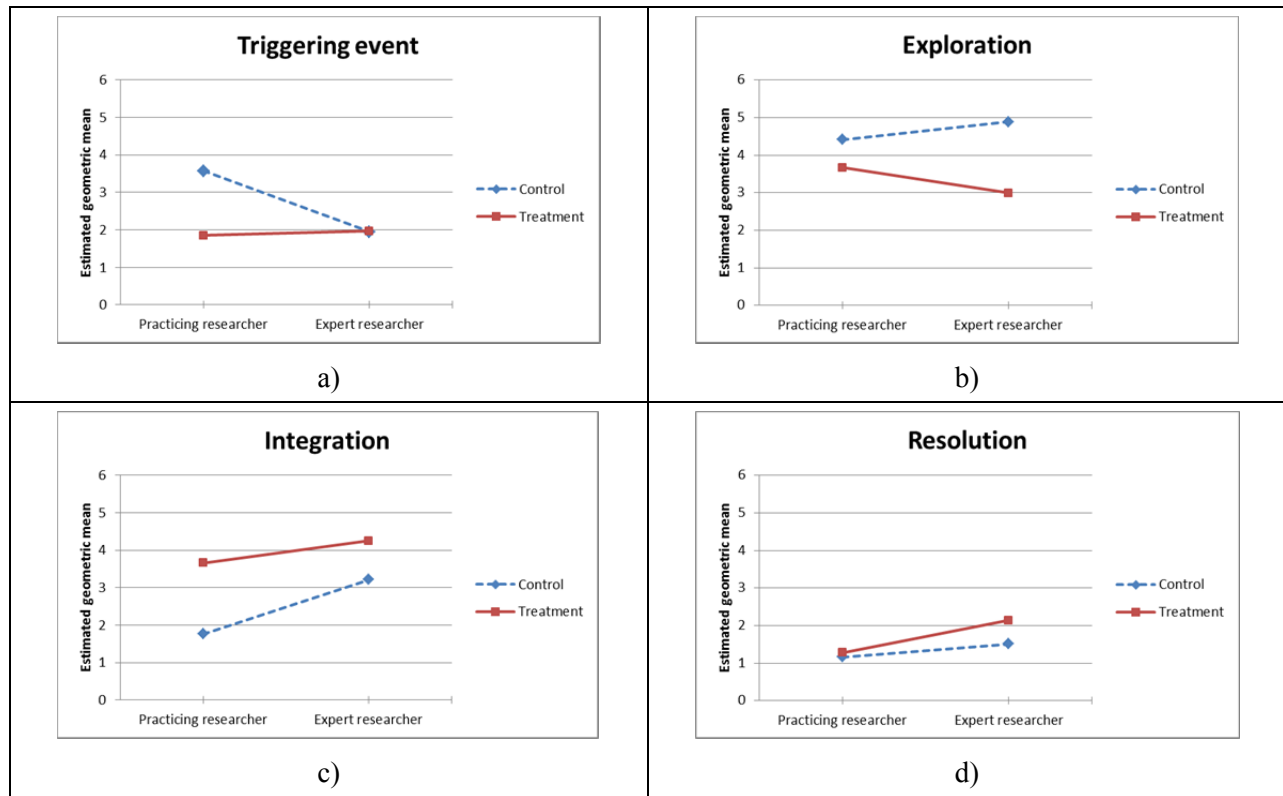 Triggering event
Estimated geometric mean
6
5
4
3
2
1
0
Practicing researcher Expert researcher
Control
Treatment
a)
Exploration
Estimated geometric mean
6
5
4
3
2
1
0
Practicing researcher Expert researcher
Control
Treatment
b)
Integration
Estimated geometric mean
6
5
4
3
2
1
0
Practicing researcher Expert researcher
Control
Treatment
c)
Resolution
Estimated geometric mean
6
5
4
3
2
1
0
Practicing researcher Expert researcher
Control
Treatment
d)